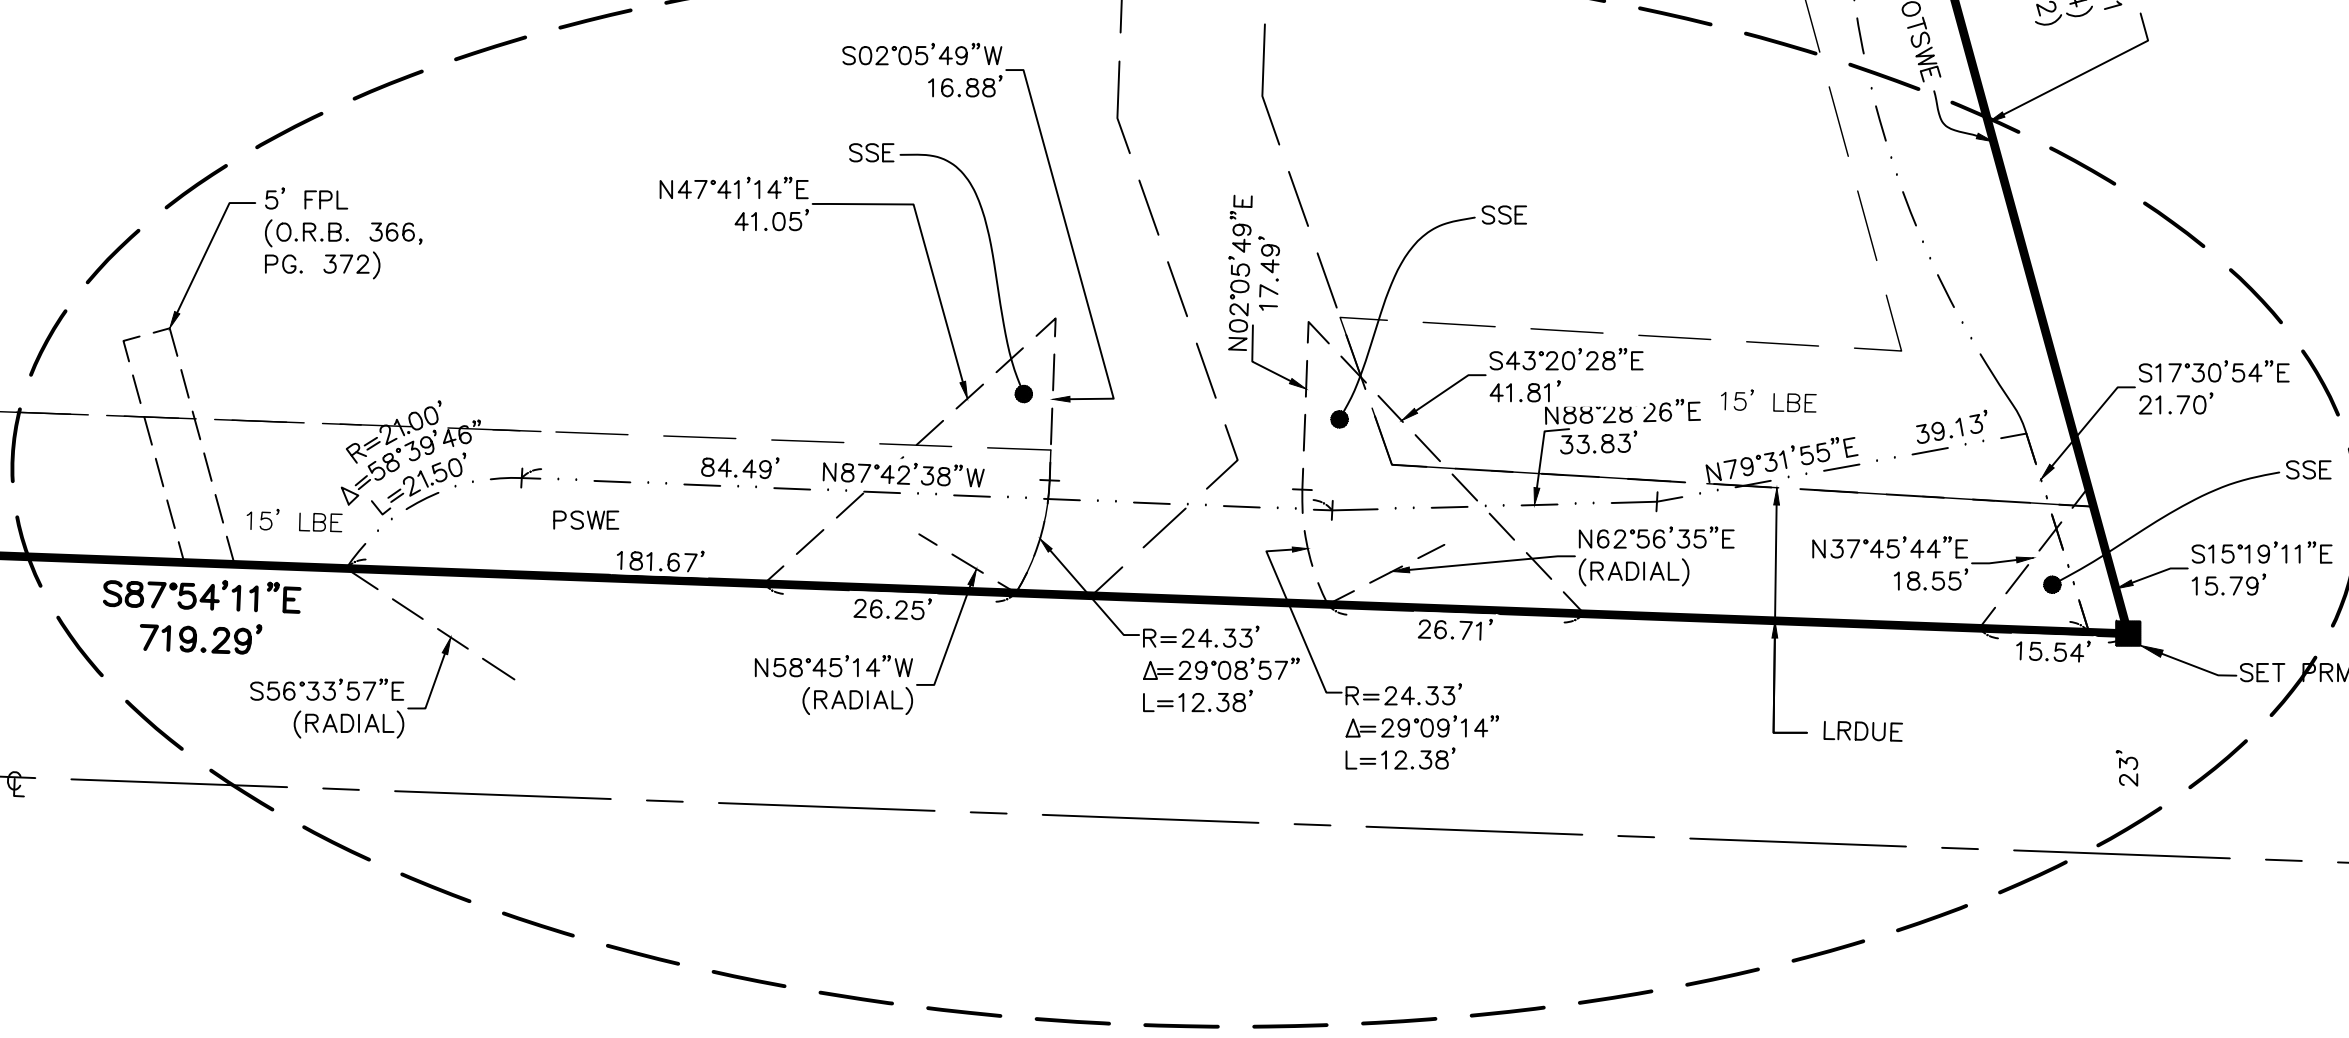 S02°05'49"W
16.88'
SSE
N47°41'14"E
41.05'
5' FPL
(O.R.B. 366,
PG. 372)
N02°05'49"E
17.49'
SSE
OTSWE
S43°20'28"E
41.81'
N88°28'26"E
33.83'
15' LBE
N79°31'55"E
39.13'
S17°30'54"E
21.70'
SSE
R=21.00'
Δ=58°39'46"
L=21.50'
84.49'
N87°42'38"W
15' LBE
PSWE
181.67'
S87°54'11"E
719.29'
26.25'
N62°56'35"E
(RADIAL)
N37°45'44"E
18.55'
S15°19'11"E
15.79'
26.71'
15.54'
SET PRM
S56°33'57"E
(RADIAL)
N58°45'14"W
(RADIAL)
R=24.33'
Δ=29°08'57"
L=12.38'
R=24.33'
Δ=29°09'14"
L=12.38'
LRDUE
23'
℄